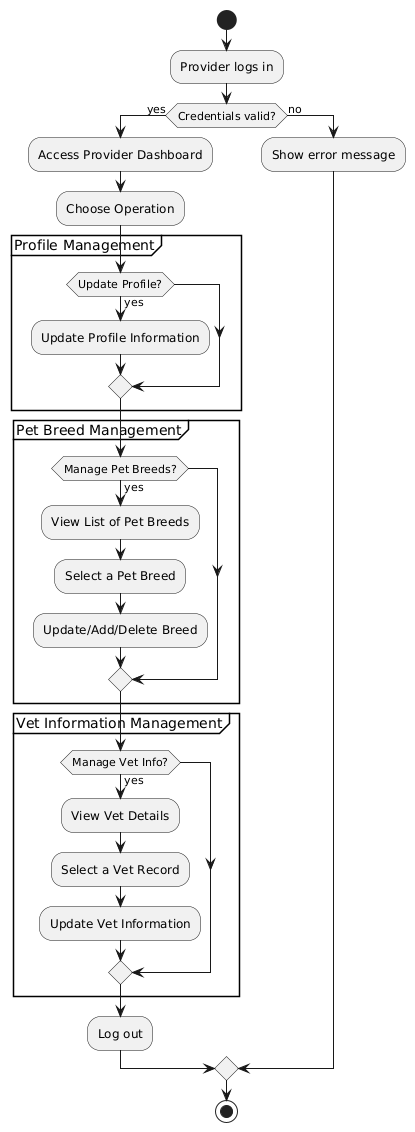 Provider logs in
Credentials valid?
yes
no
Access Provider Dashboard
Show error message
Choose Operation
Profile Management
Update Profile?
yes
Update Profile Information
Pet Breed Management
Manage Pet Breeds?
yes
View List of Pet Breeds
Select a Pet Breed
Update/Add/Delete Breed
Vet Information Management
Manage Vet Info?
yes
View Vet Details
Select a Vet Record
Update Vet Information
Log out